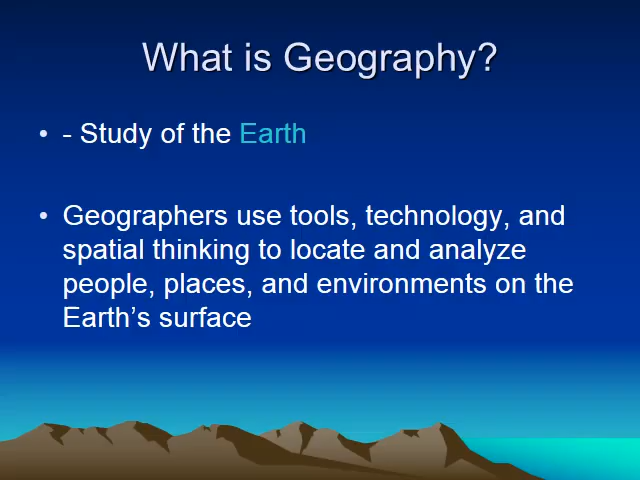 What is Geography?
• - Study of the Earth
• Geographers use tools, technology, and
spatial thinking to locate and analyze
people, places, and environments on the
Earth’s surface